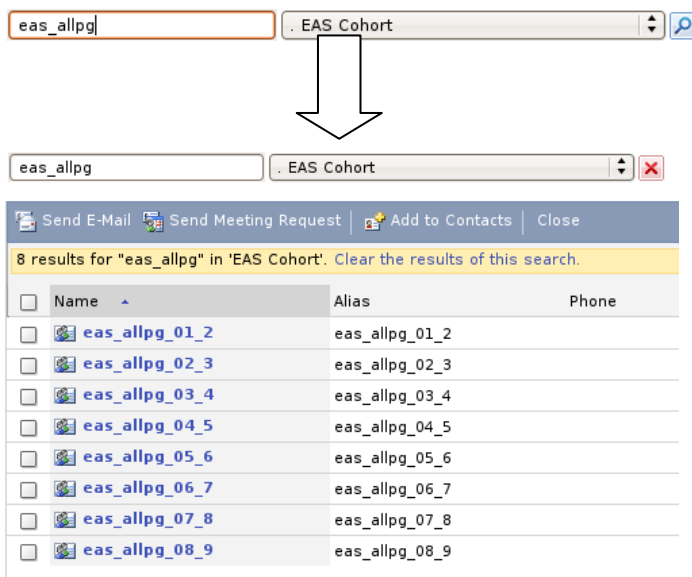 eas_allpg . EAS Cohort
eas_allpg . EAS Cohort
Send E-Mail Send Meeting Request | Add to Contacts | Close
8 results for "eas_allpg" in 'EAS Cohort'. Clear the results of this search.
Name Alias Phone
eas_allpg_01_2 eas_allpg_01_2
eas_allpg_02_3 eas_allpg_02_3
eas_allpg_03_4 eas_allpg_03_4
eas_allpg_04_5 eas_allpg_04_5
eas_allpg_05_6 eas_allpg_05_6
eas_allpg_06_7 eas_allpg_06_7
eas_allpg_07_8 eas_allpg_07_8
eas_allpg_08_9 eas_allpg_08_9